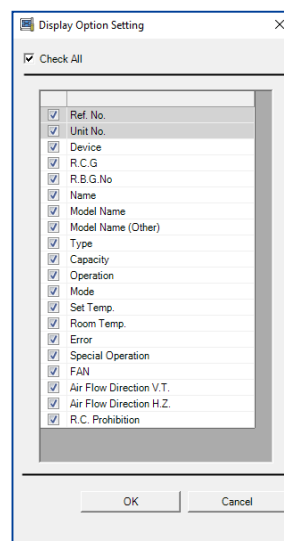 Display Option Setting
Check All
Ref. No.
Unit No.
Device
R.C.G
R.B.G.No
Name
Model Name
Model Name (Other)
Type
Capacity
Operation
Mode
Set Temp.
Room Temp.
Error
Special Operation
FAN
Air Flow Direction V.T.
Air Flow Direction H.Z.
R.C. Prohibition
OK Cancel